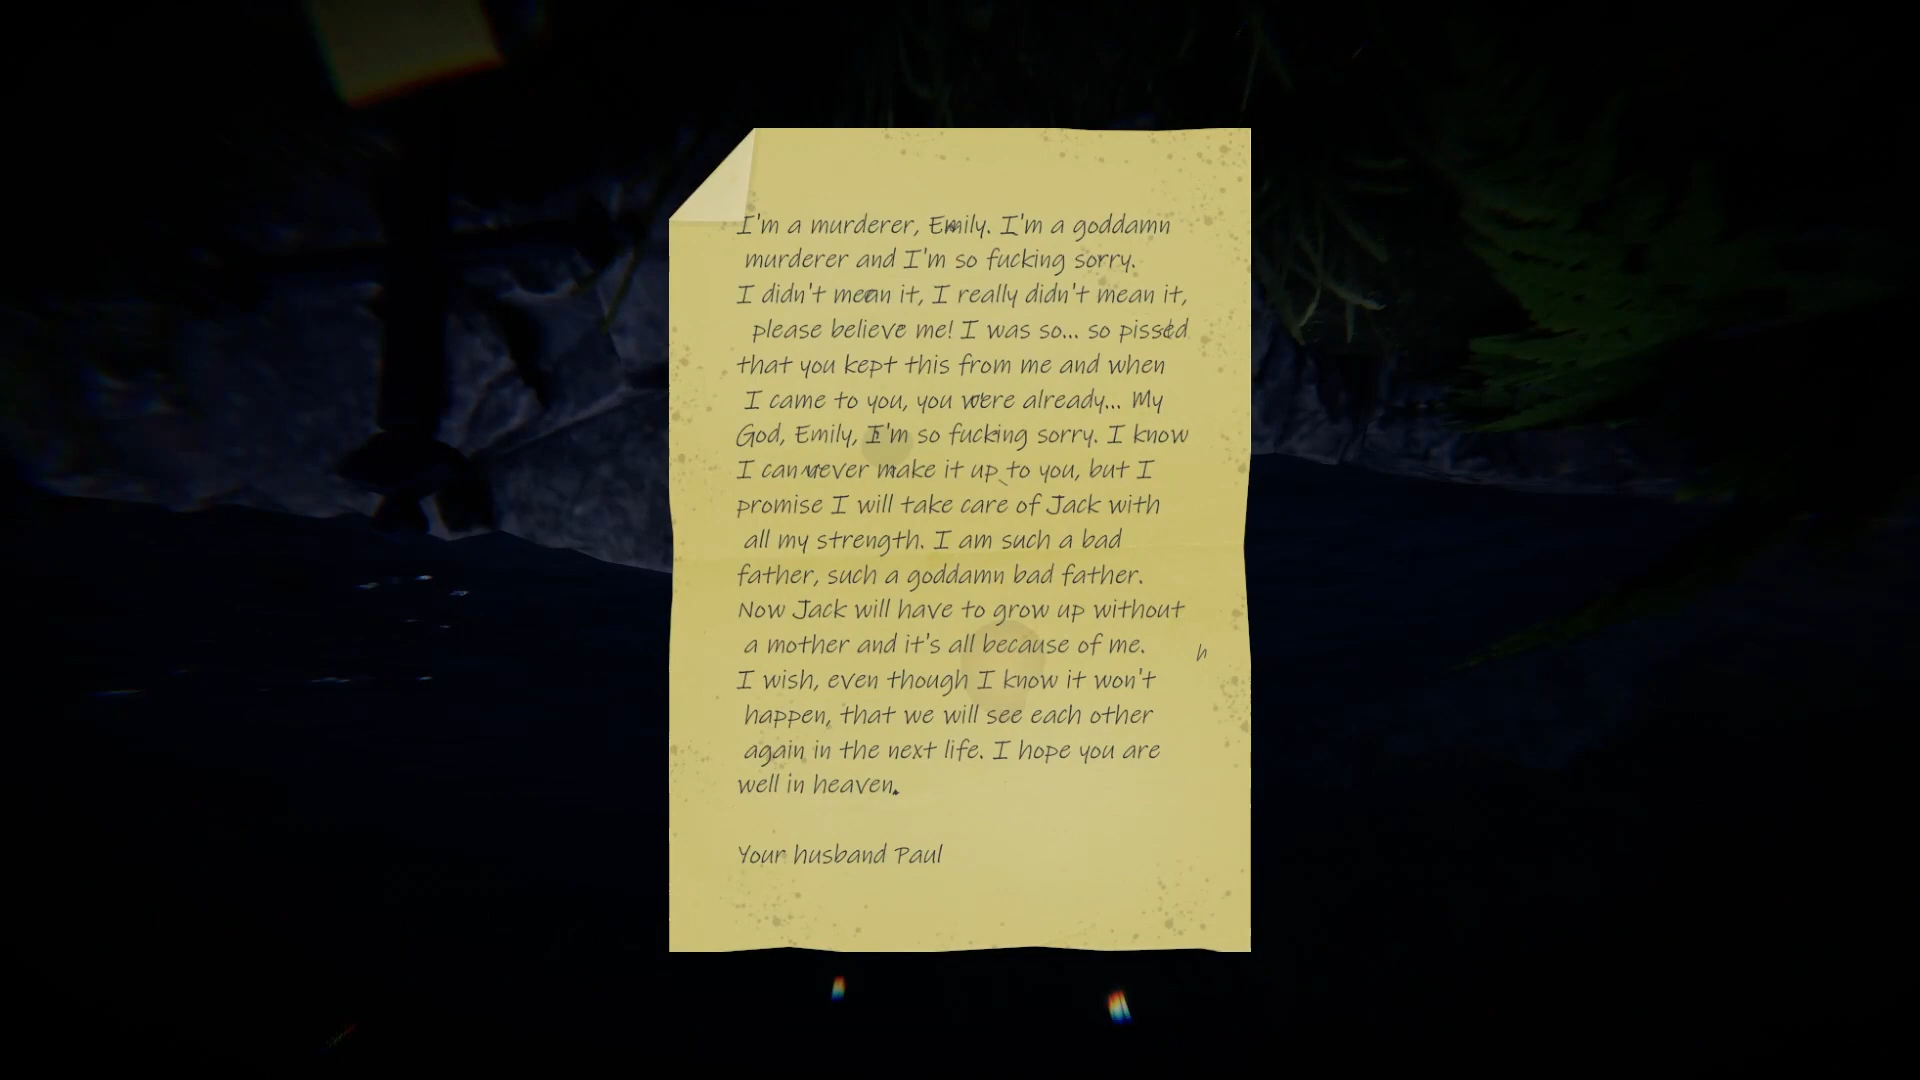 I'm a murderer, Emily. I'm a goddamn
murderer and I'm so fucking sorry.
I didn't mean it, I really didn't mean it,
please believe me! I was so... so pissed
that you kept this from me and when
I came to you, you were already... My
God, Emily, I'm so fucking sorry. I know
I can never make it up to you, but I
promise I will take care of Jack with
all my strength. I am such a bad
father, such a goddamn bad father.
Now Jack will have to grow up without
a mother and it's all because of me.
h
I wish, even though I know it won't
happen, that we will see each other
again in the next life. I hope you are
well in heaven.
Your husband Paul